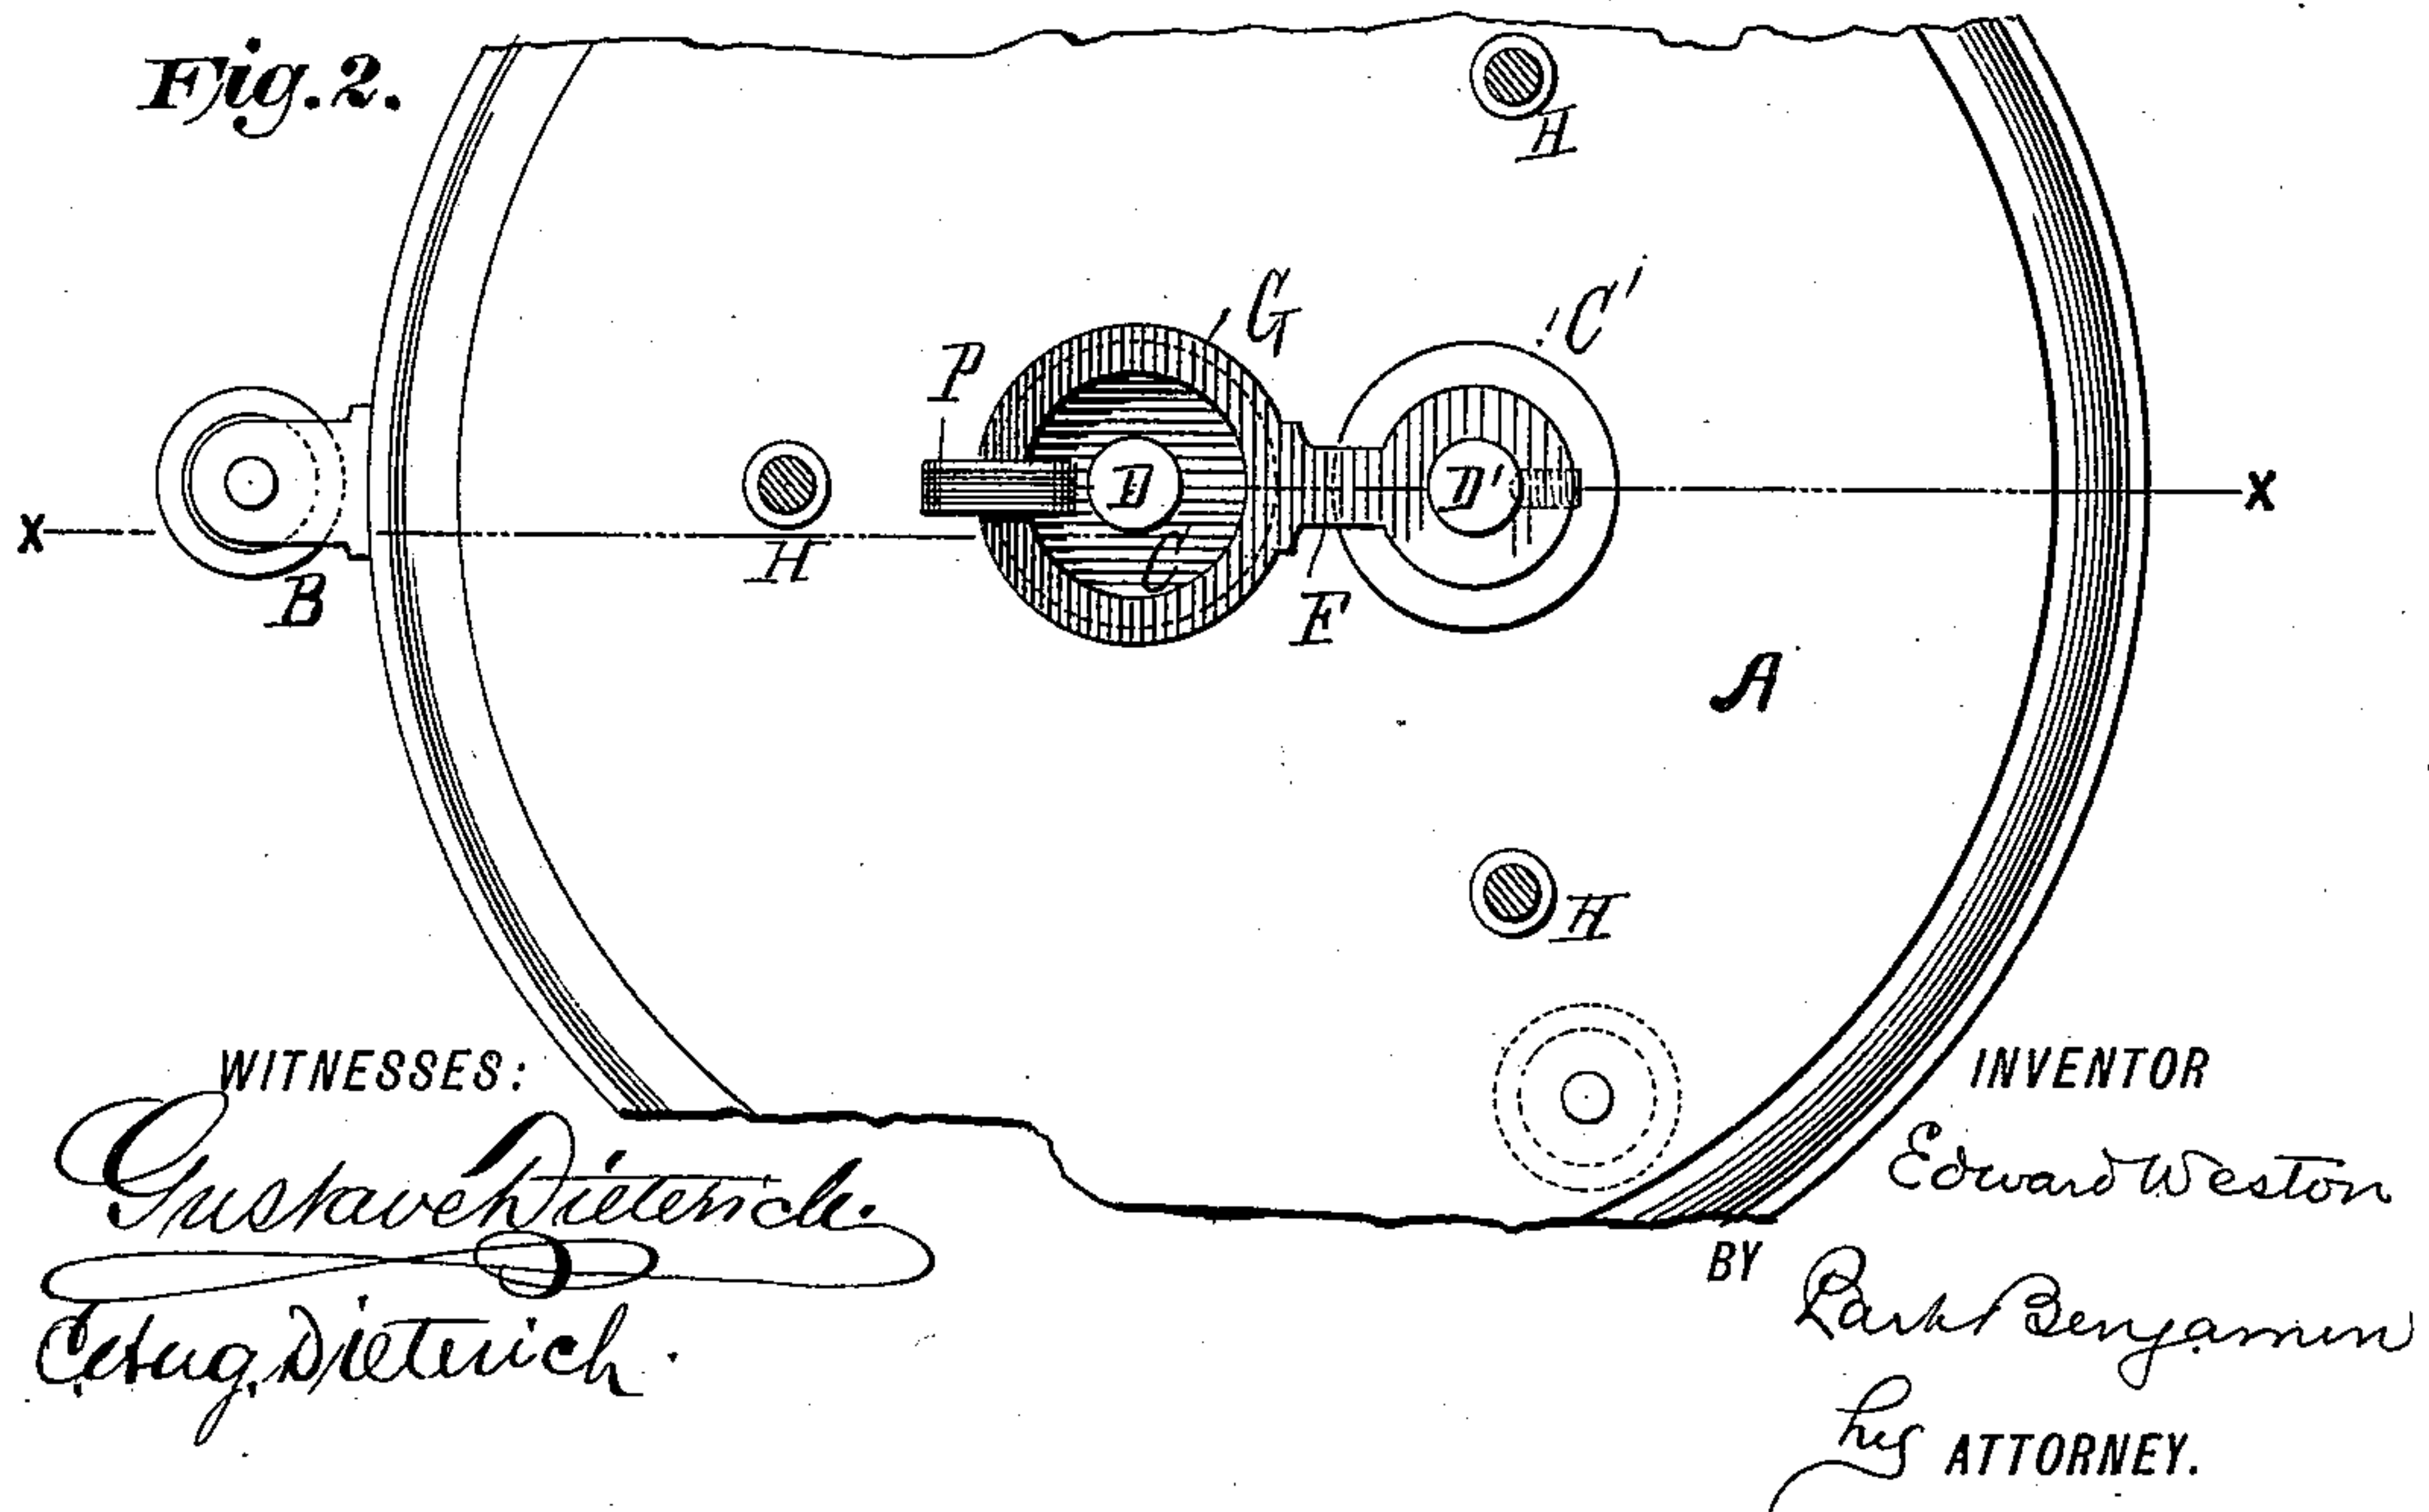 Fig. 2.
H
G
C'
P
D
D'
X
X
H
C
B
F
A
H
WITNESSES:
Gustave Dieterich.
C. Aug. Dieterich.
INVENTOR
Edward Weston
BY
Park Benjamin
his ATTORNEY.